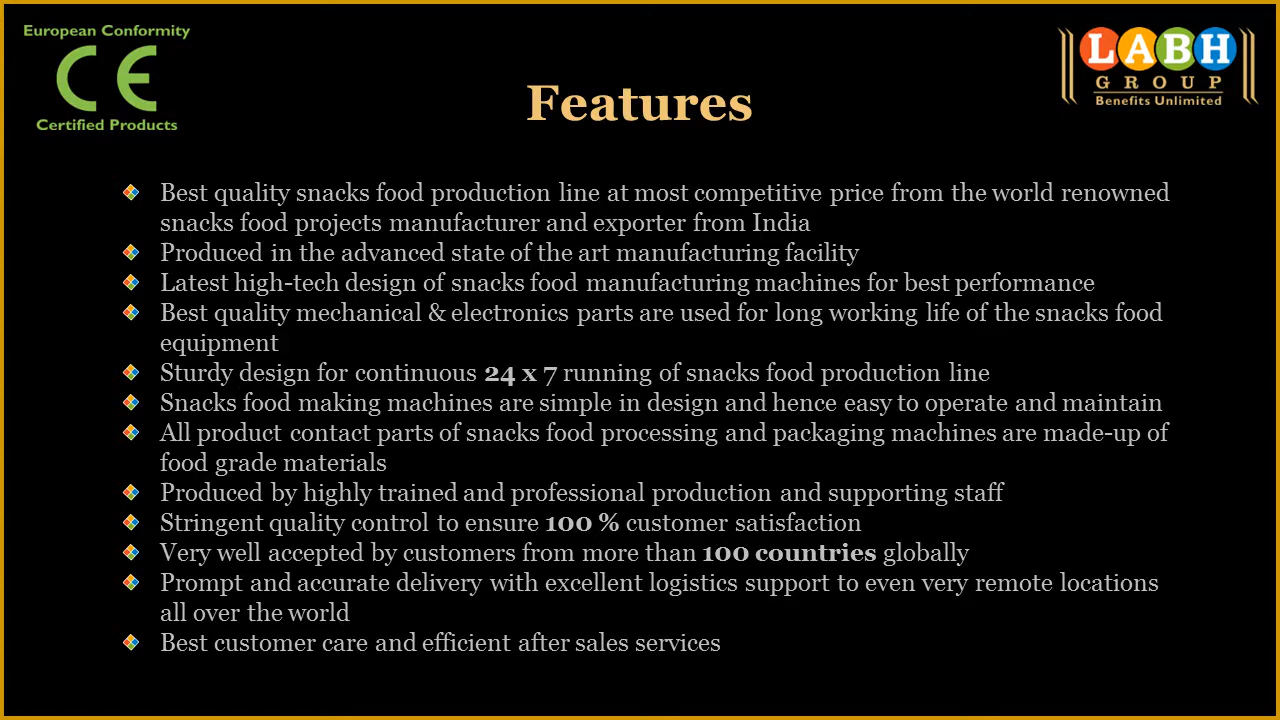 European Conformity
CE
Certified Products
LABH
GROUP
Benefits Unlimited
Features
Best quality snacks food production line at most competitive price from the world renowned
snacks food projects manufacturer and exporter from India
Produced in the advanced state of the art manufacturing facility
Latest high-tech design of snacks food manufacturing machines for best performance
Best quality mechanical & electronics parts are used for long working life of the snacks food
equipment
Sturdy design for continuous 24 x 7 running of snacks food production line
Snacks food making machines are simple in design and hence easy to operate and maintain
All product contact parts of snacks food processing and packaging machines are made-up of
food grade materials
Produced by highly trained and professional production and supporting staff
Stringent quality control to ensure 100 % customer satisfaction
Very well accepted by customers from more than 100 countries globally
Prompt and accurate delivery with excellent logistics support to even very remote locations
all over the world
Best customer care and efficient after sales services